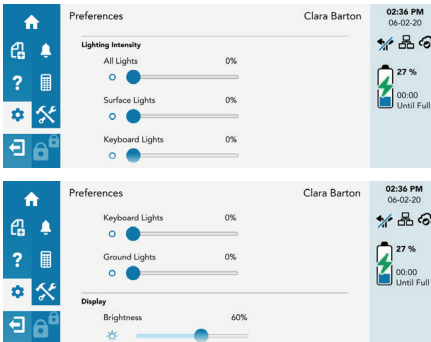 Preferences Clara Barton 02:36 PM
06-02-20
Lighting Intensity
All Lights 0%
27 %
?
Surface Lights 0%
00:00
Until Full
Keyboard Lights 0%
Preferences Clara Barton 02:36 PM
06-02-20
Keyboard Lights 0%
27 %
?
Ground Lights 0%
00:00
Until Full
Display
Brightness 60%